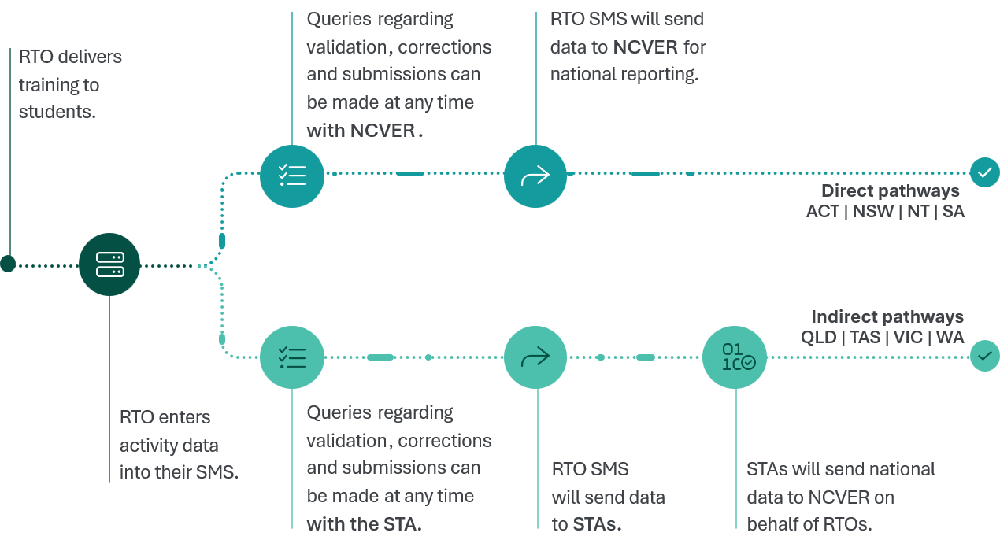 RTO delivers
training to
students.
RTO enters
activity data
into their SMS.
Queries regarding
validation, corrections
and submissions can
be made at any time
with NCVER.
RTO SMS will send
data to NCVER for
national reporting.
Direct pathways
ACT | NSW | NT | SA
Queries regarding
validation, corrections
and submissions can
be made at any time
with the STA.
RTO SMS
will send data
to STAs.
01
10
STAs will send national
data to NCVER on
behalf of RTOs.
Indirect pathways
QLD | TAS | VIC | WA